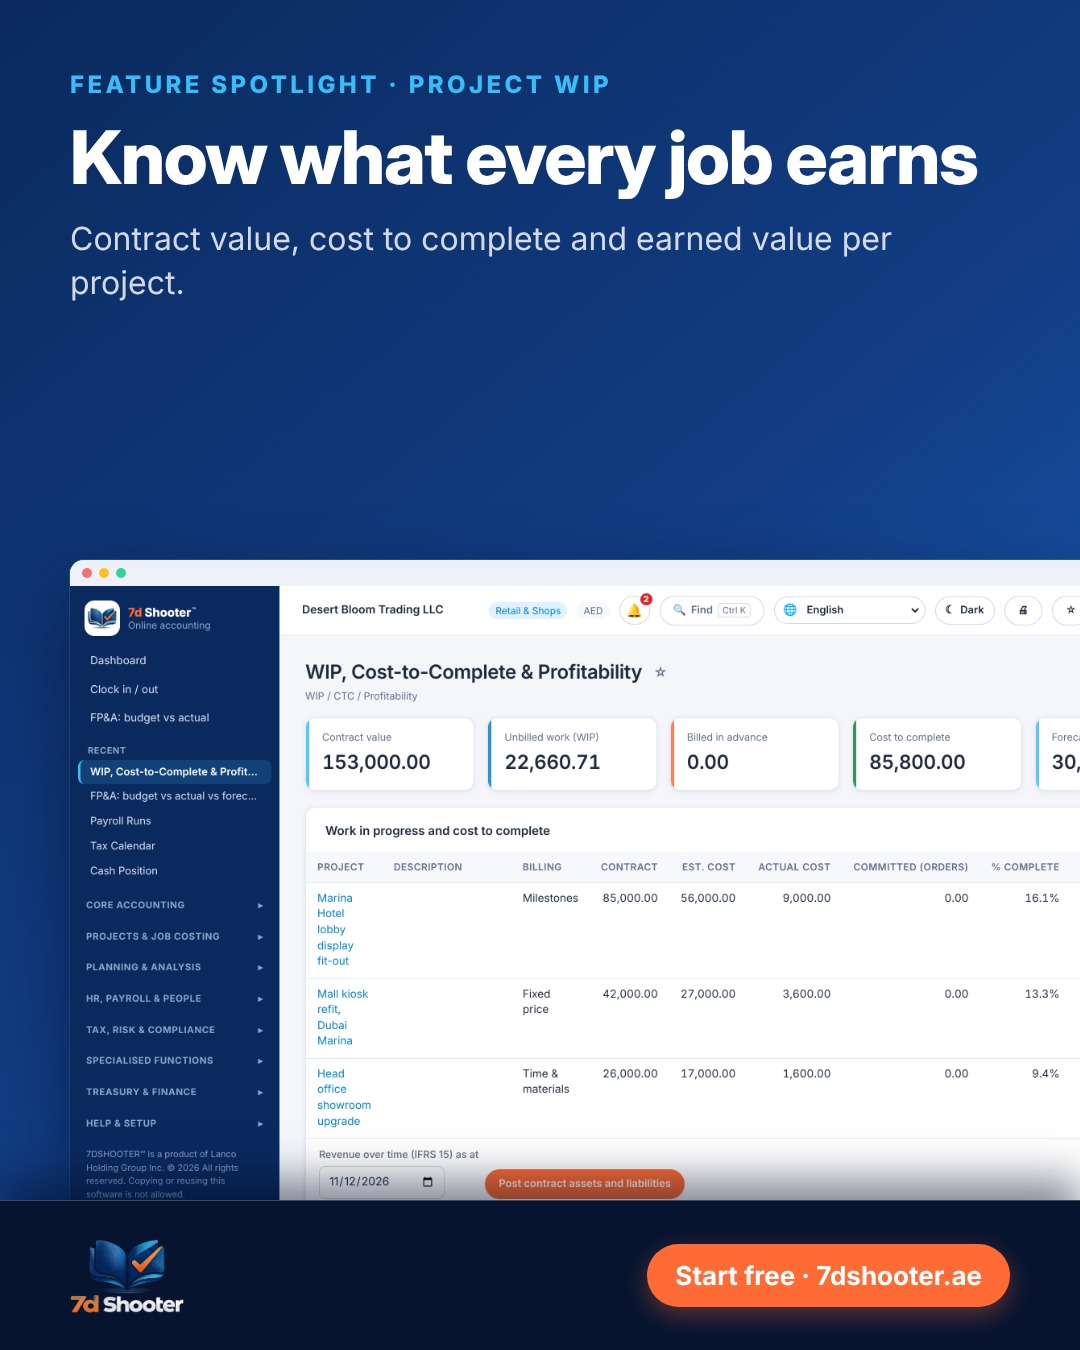 FEATURE SPOTLIGHT · PROJECT WIP
Know what every job earns
Contract value, cost to complete and earned value per
project.
7d Shooter™
Online accounting
Dashboard
Clock in / out
FP&A: budget vs actual
RECENT
WIP, Cost-to-Complete & Profit...
FP&A: budget vs actual vs forec...
Payroll Runs
Tax Calendar
Cash Position
CORE ACCOUNTING
PROJECTS & JOB COSTING
PLANNING & ANALYSIS
HR, PAYROLL & PEOPLE
TAX, RISK & COMPLIANCE
SPECIALISED FUNCTIONS
TREASURY & FINANCE
HELP & SETUP
7DSHOOTER™ is a product of Lanco
Holding Group Inc. © 2026 All rights
reserved. Copying or reusing this
software is not allowed.
Desert Bloom Trading LLC
Retail & Shops
AED
2
Find Ctrl K
English
Dark
WIP, Cost-to-Complete & Profitability
WIP / CTC / Profitability
Contract value
153,000.00
Unbilled work (WIP)
22,660.71
Billed in advance
0.00
Cost to complete
85,800.00
Foreca
30,
Work in progress and cost to complete
PROJECT DESCRIPTION BILLING CONTRACT EST. COST ACTUAL COST COMMITTED (ORDERS) % COMPLETE
Marina Milestones 85,000.00 56,000.00 9,000.00 0.00 16.1%
Hotel
lobby
display
fit-out
Mall kiosk Fixed 42,000.00 27,000.00 3,600.00 0.00 13.3%
refit, price
Dubai
Marina
Head Time & 26,000.00 17,000.00 1,600.00 0.00 9.4%
office materials
showroom
upgrade
Revenue over time (IFRS 15) as at
11/12/2026
Post contract assets and liabilities
7d Shooter
Start free · 7dshooter.ae